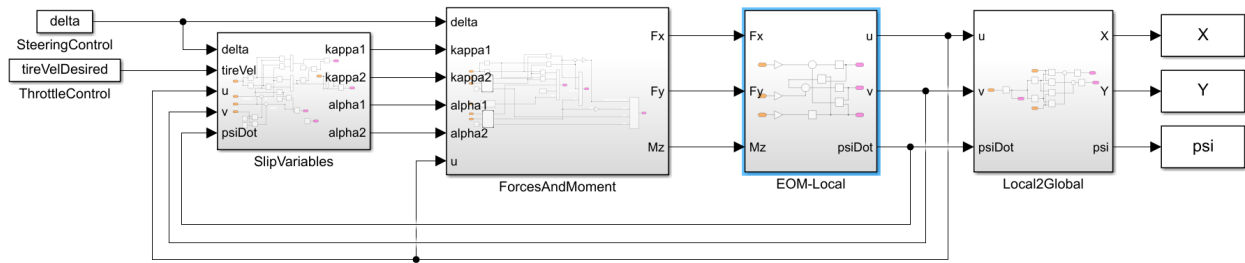 delta
SteeringControl
tireVelDesired
ThrottleControl
delta
tireVel
u
v
psiDot
kappa1
kappa2
alpha1
alpha2
SlipVariables
delta
kappa1
kappa2
alpha1
alpha2
u
Fx
Fy
Mz
ForcesAndMoment
Fx
Fy
Mz
u
v
psiDot
EOM-Local
u
v
psiDot
X
Y
psi
Local2Global
X
Y
psi